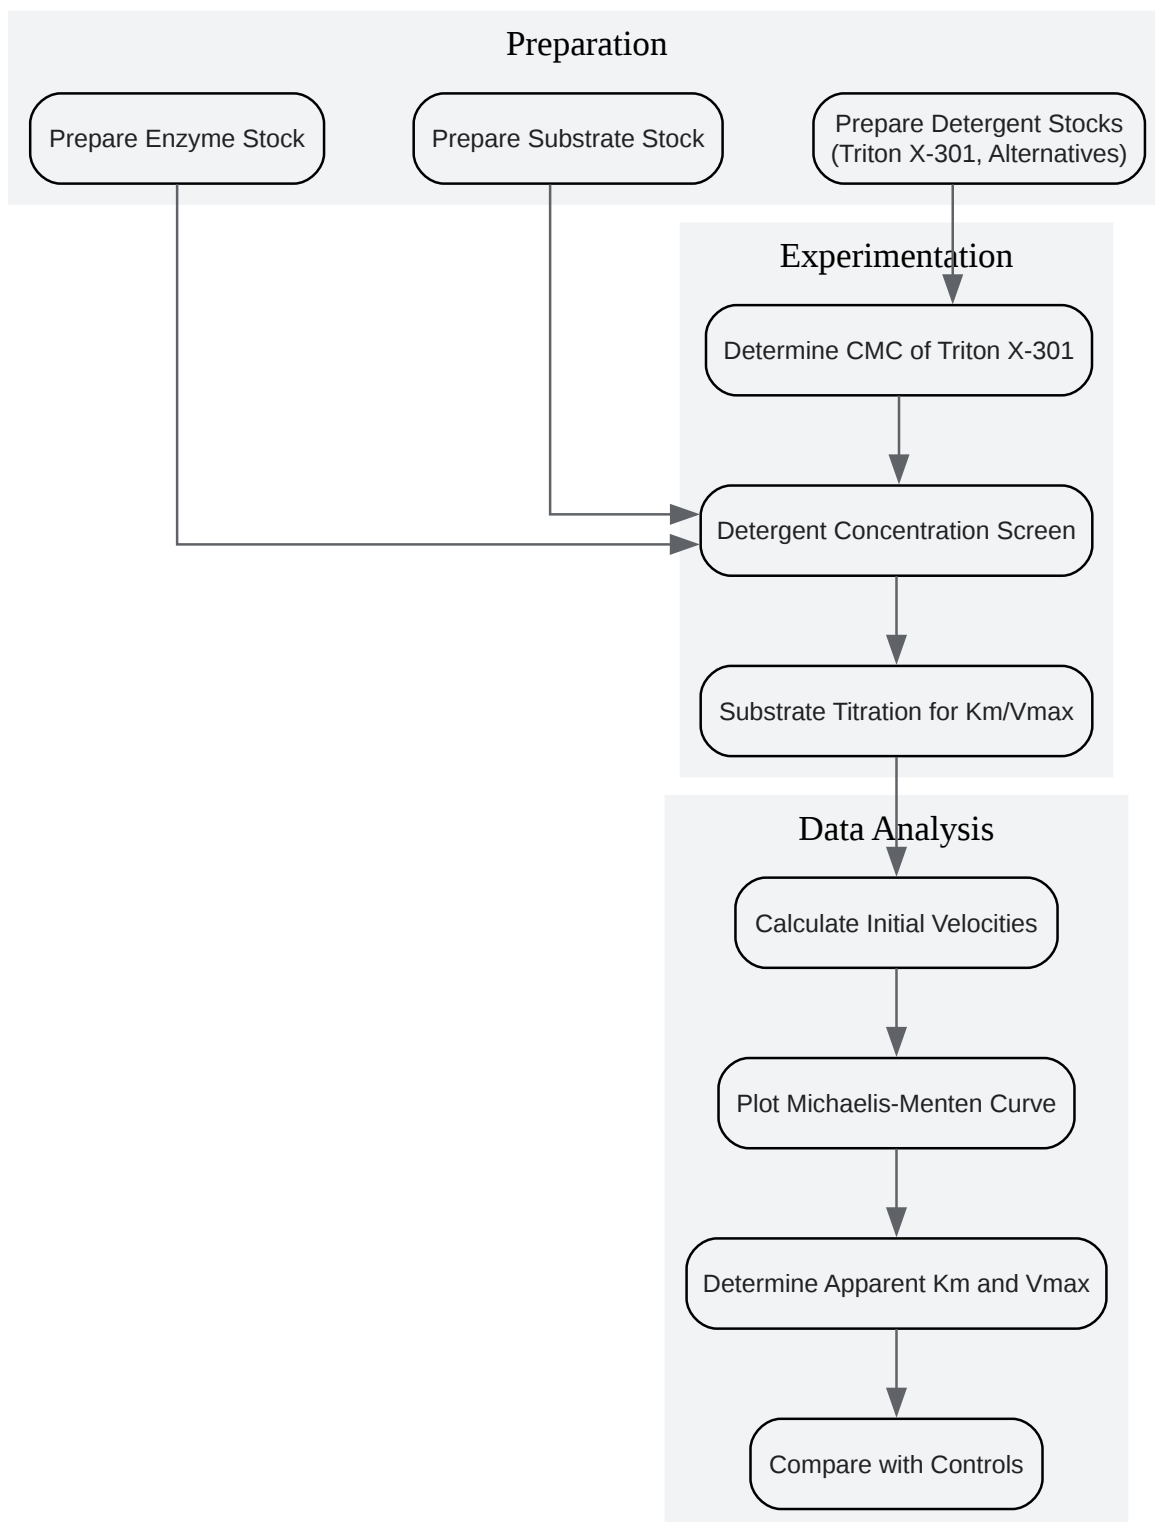 Preparation
Prepare Enzyme Stock
Prepare Substrate Stock
Prepare Detergent Stocks
(Triton X-301, Alternatives)
Experimentation
Determine CMC of Triton X-301
Detergent Concentration Screen
Substrate Titration for Km/Vmax
Data Analysis
Calculate Initial Velocities
Plot Michaelis-Menten Curve
Determine Apparent Km and Vmax
Compare with Controls